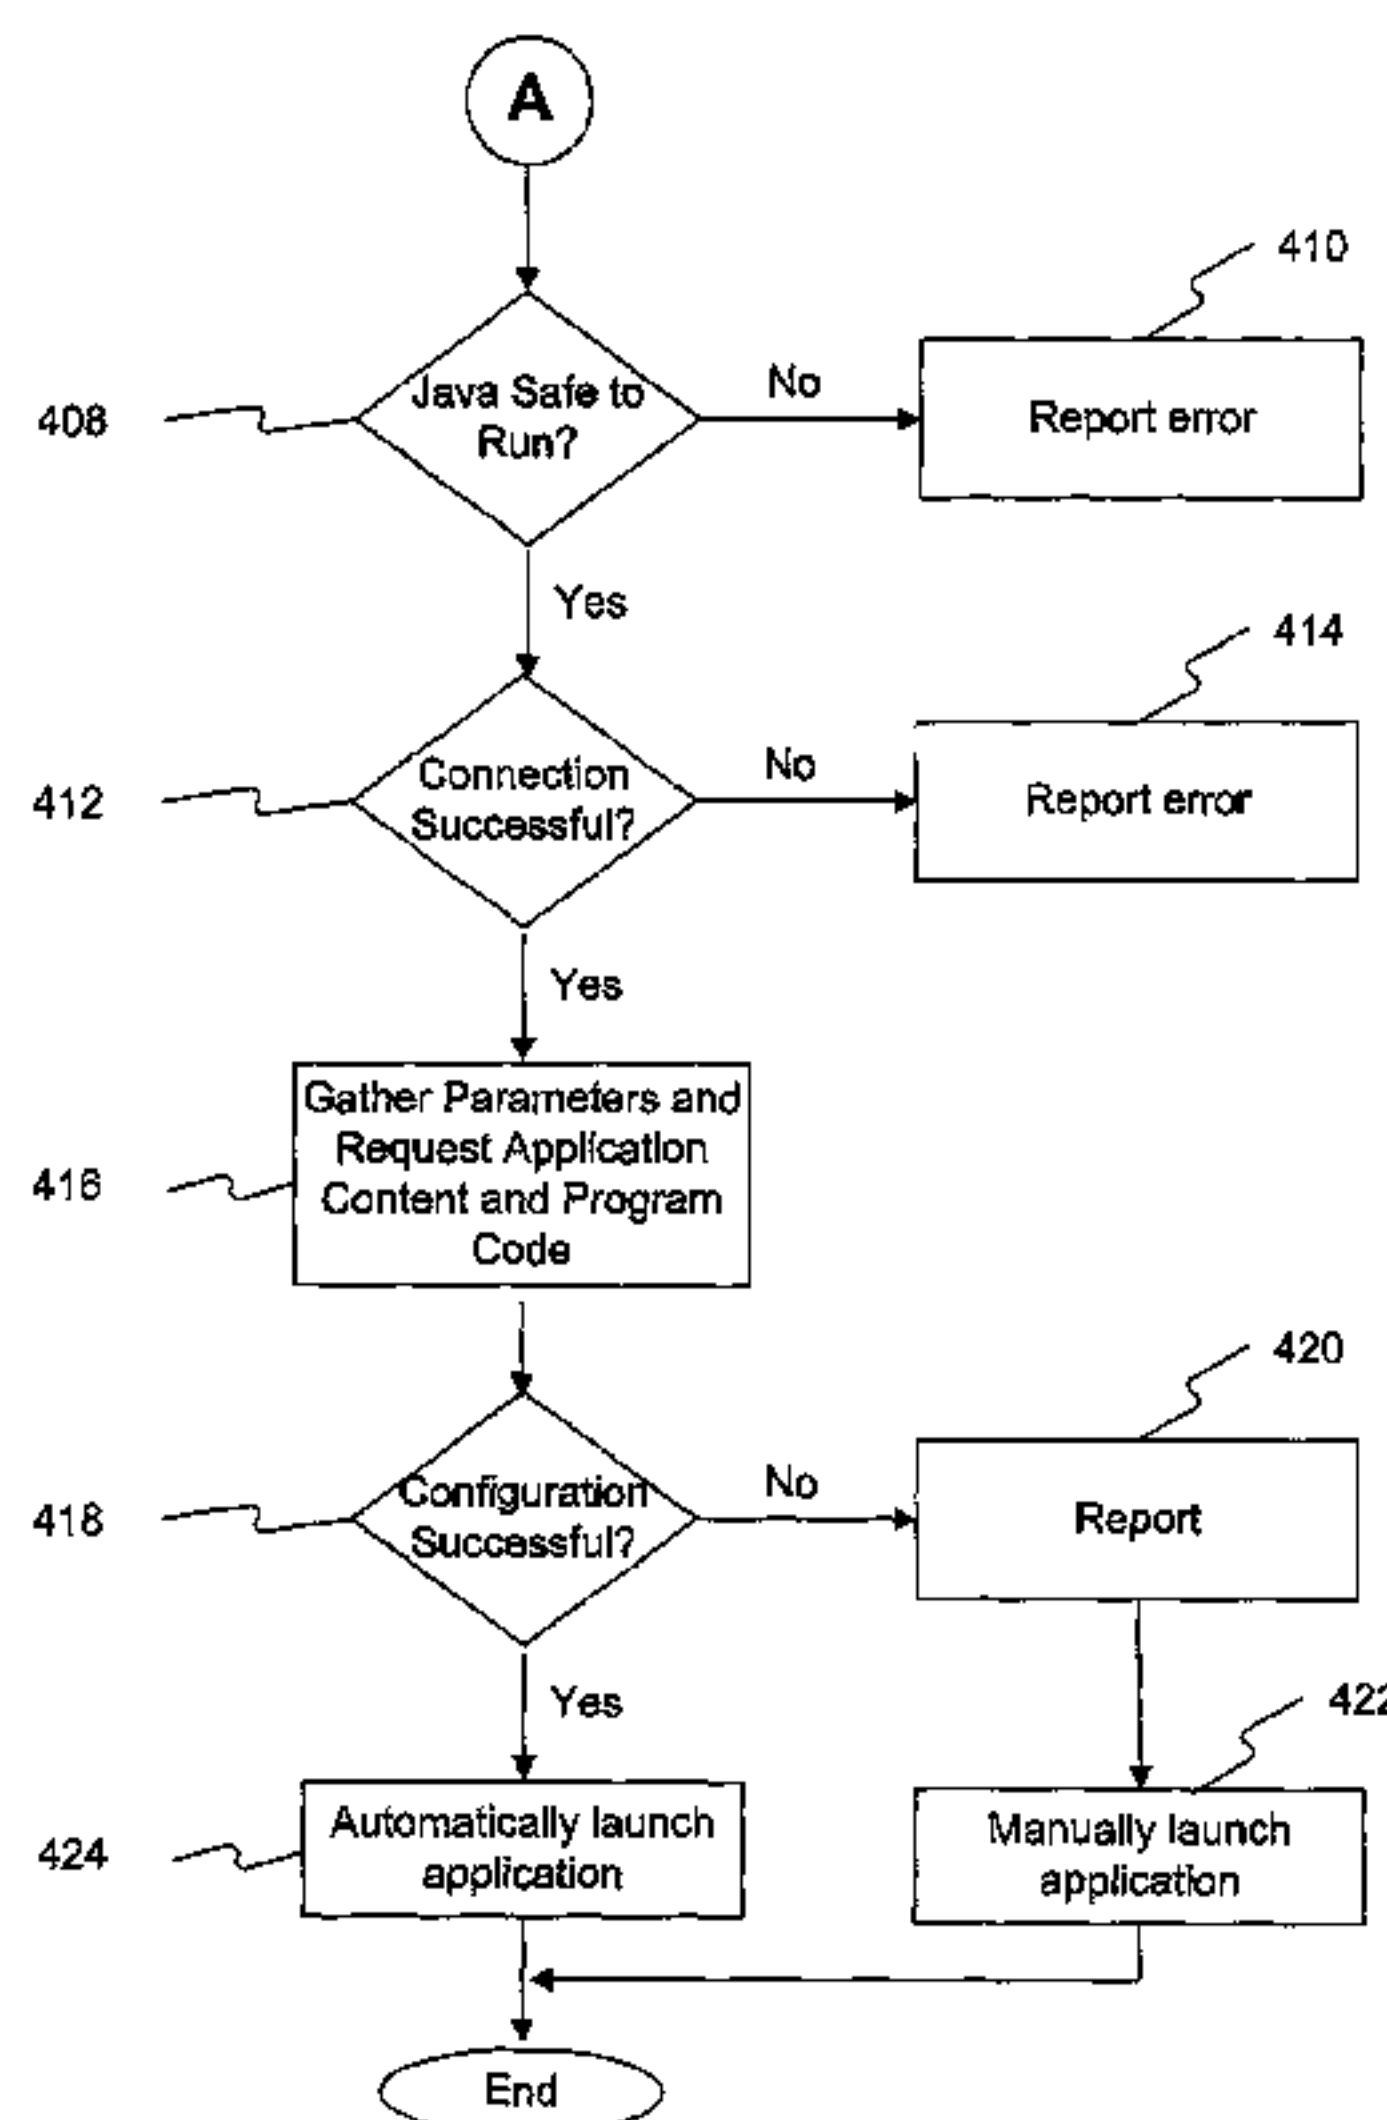 A
410
Java Safe to
Run?
No
Report error
408
Yes
414
Connection
Successful?
No
Report error
412
Yes
Gather Parameters and
Request Application
Content and Program
Code
416
420
Configuration
Successful?
No
Report
418
Yes
422
Automatically launch
application
424
Manually launch
application
End